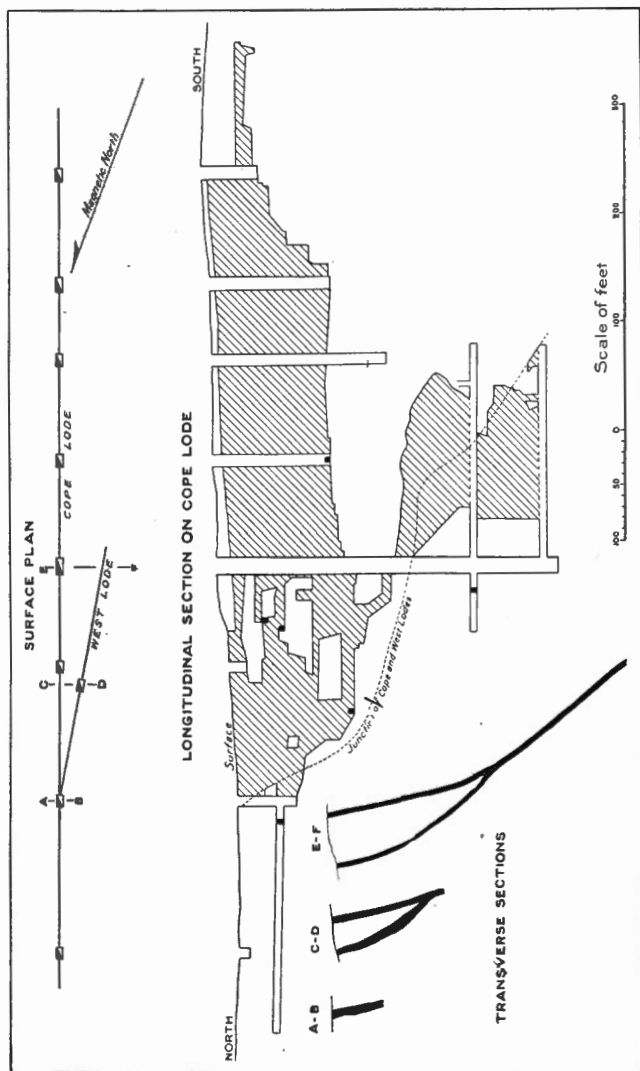 SURFACE PLAN
A
B
C
D
E
F
COPE LODE
WEST LODE
Magnetic North
LONGITUDINAL SECTION ON COPE LODE
NORTH
SOUTH
Surface
Junction of Cope and West Lodes
A-B
C-D
E-F
TRANSVERSE SECTIONS
100 50 0 100 200 300
Scale of feet